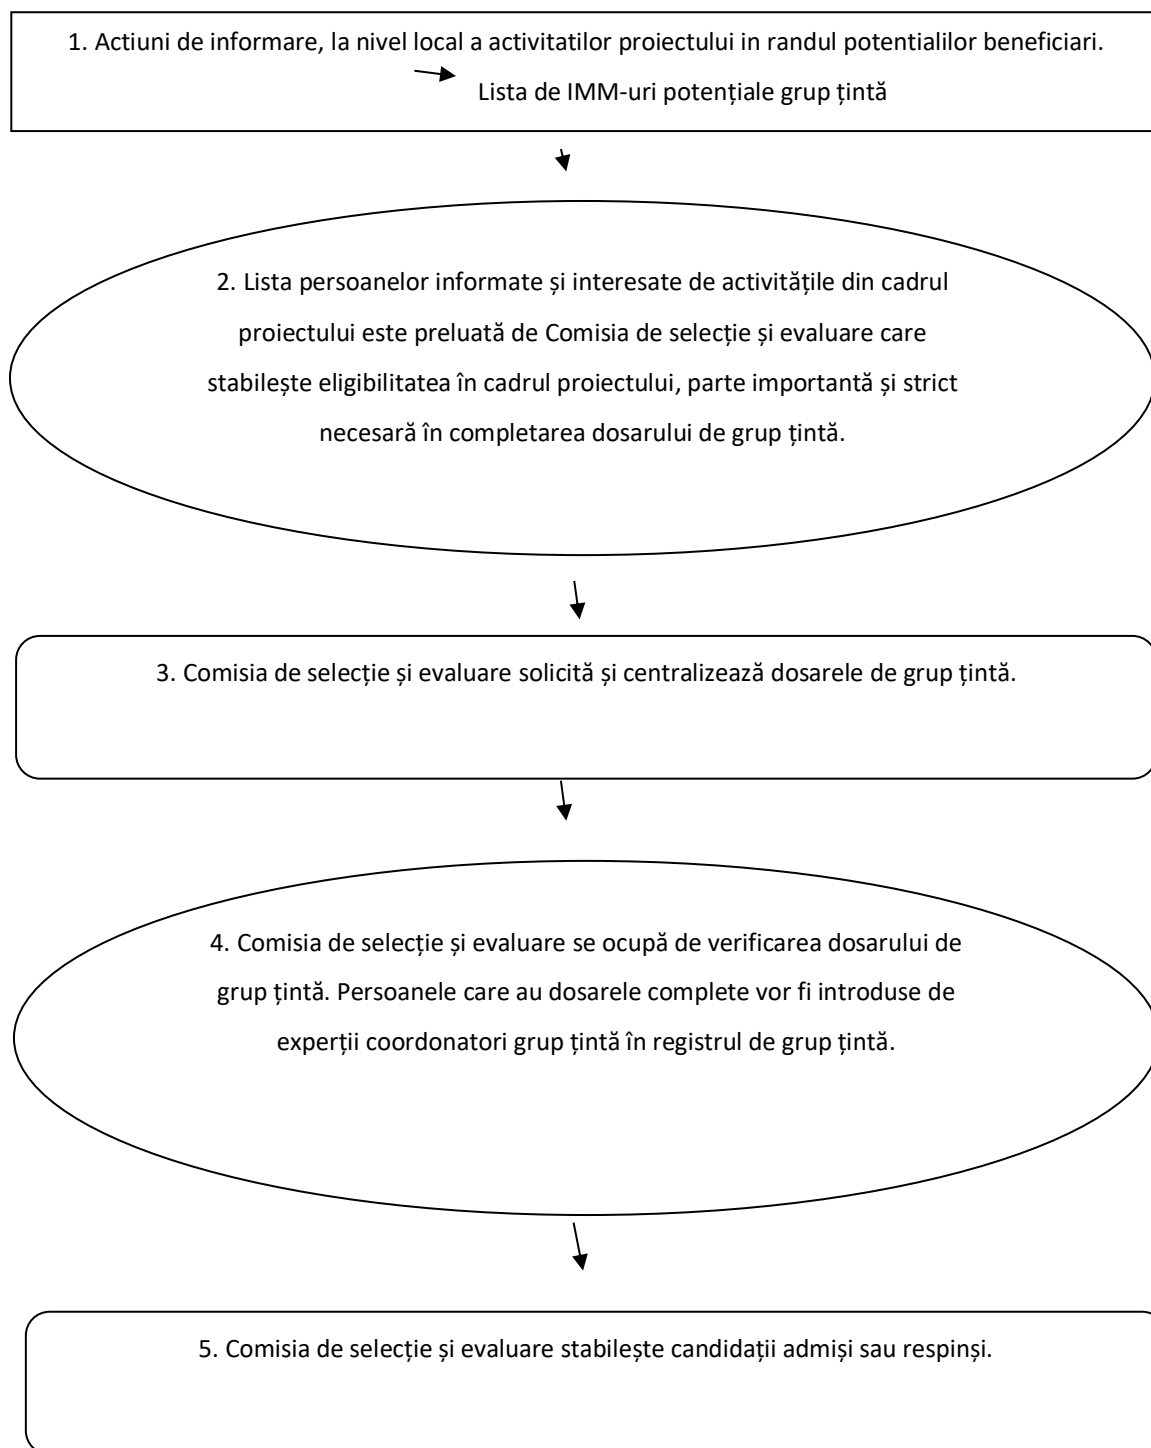 1. Actiuni de informare, la nivel local a activitatilor proiectului in randul potentialilor beneficiari.
Lista de IMM-uri potențiale grup țintă
2. Lista persoanelor informate și interesate de activitățile din cadrul
proiectului este preluată de Comisia de selecție și evaluare care
stabilește eligibilitatea în cadrul proiectului, parte importantă și strict
necesară în completarea dosarului de grup țintă.
3. Comisia de selecție și evaluare solicită și centralizează dosarele de grup țintă.
4. Comisia de selecție și evaluare se ocupă de verificarea dosarului de
grup țintă. Persoanele care au dosarele complete vor fi introduse de
experții coordonatori grup țintă în registrul de grup țintă.
5. Comisia de selecție și evaluare stabilește candidații admiși sau respinși.